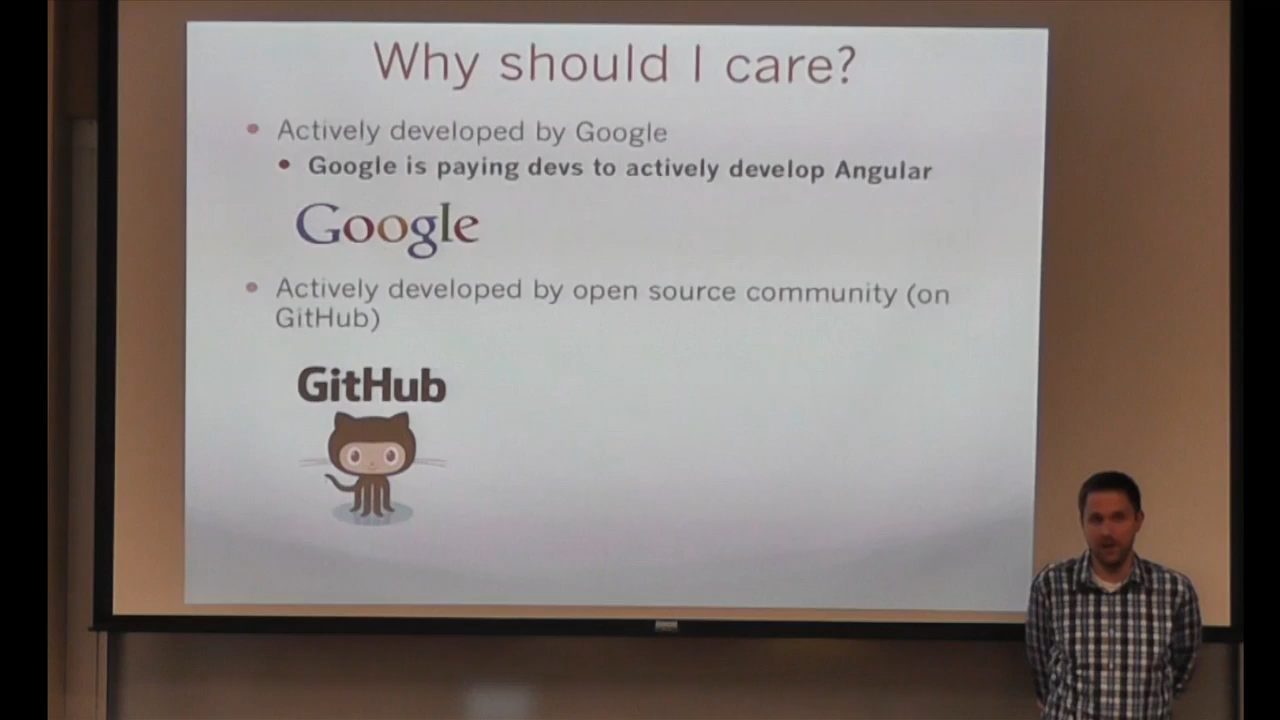 Why should I care?
• Actively developed by Google
• Google is paying devs to actively develop Angular
Google
• Actively developed by open source community (on
GitHub)
GitHub